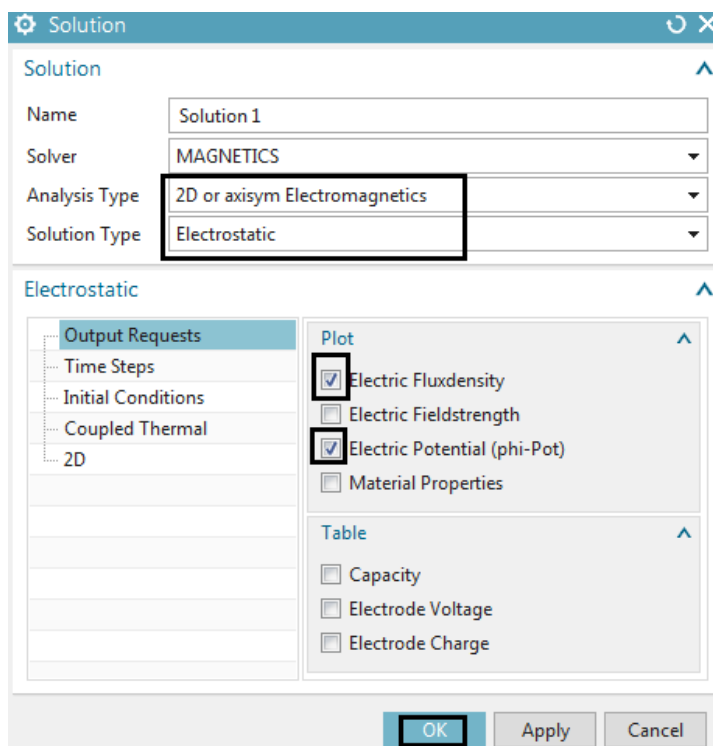 Solution
Solution
Name Solution 1
Solver MAGNETICS
Analysis Type 2D or axisym Electromagnetics
Solution Type Electrostatic
Electrostatic
Output Requests
Time Steps
Initial Conditions
Coupled Thermal
2D
Plot
Electric Fluxdensity
Electric Fieldstrength
Electric Potential (phi-Pot)
Material Properties
Table
Capacity
Electrode Voltage
Electrode Charge
OK Apply Cancel